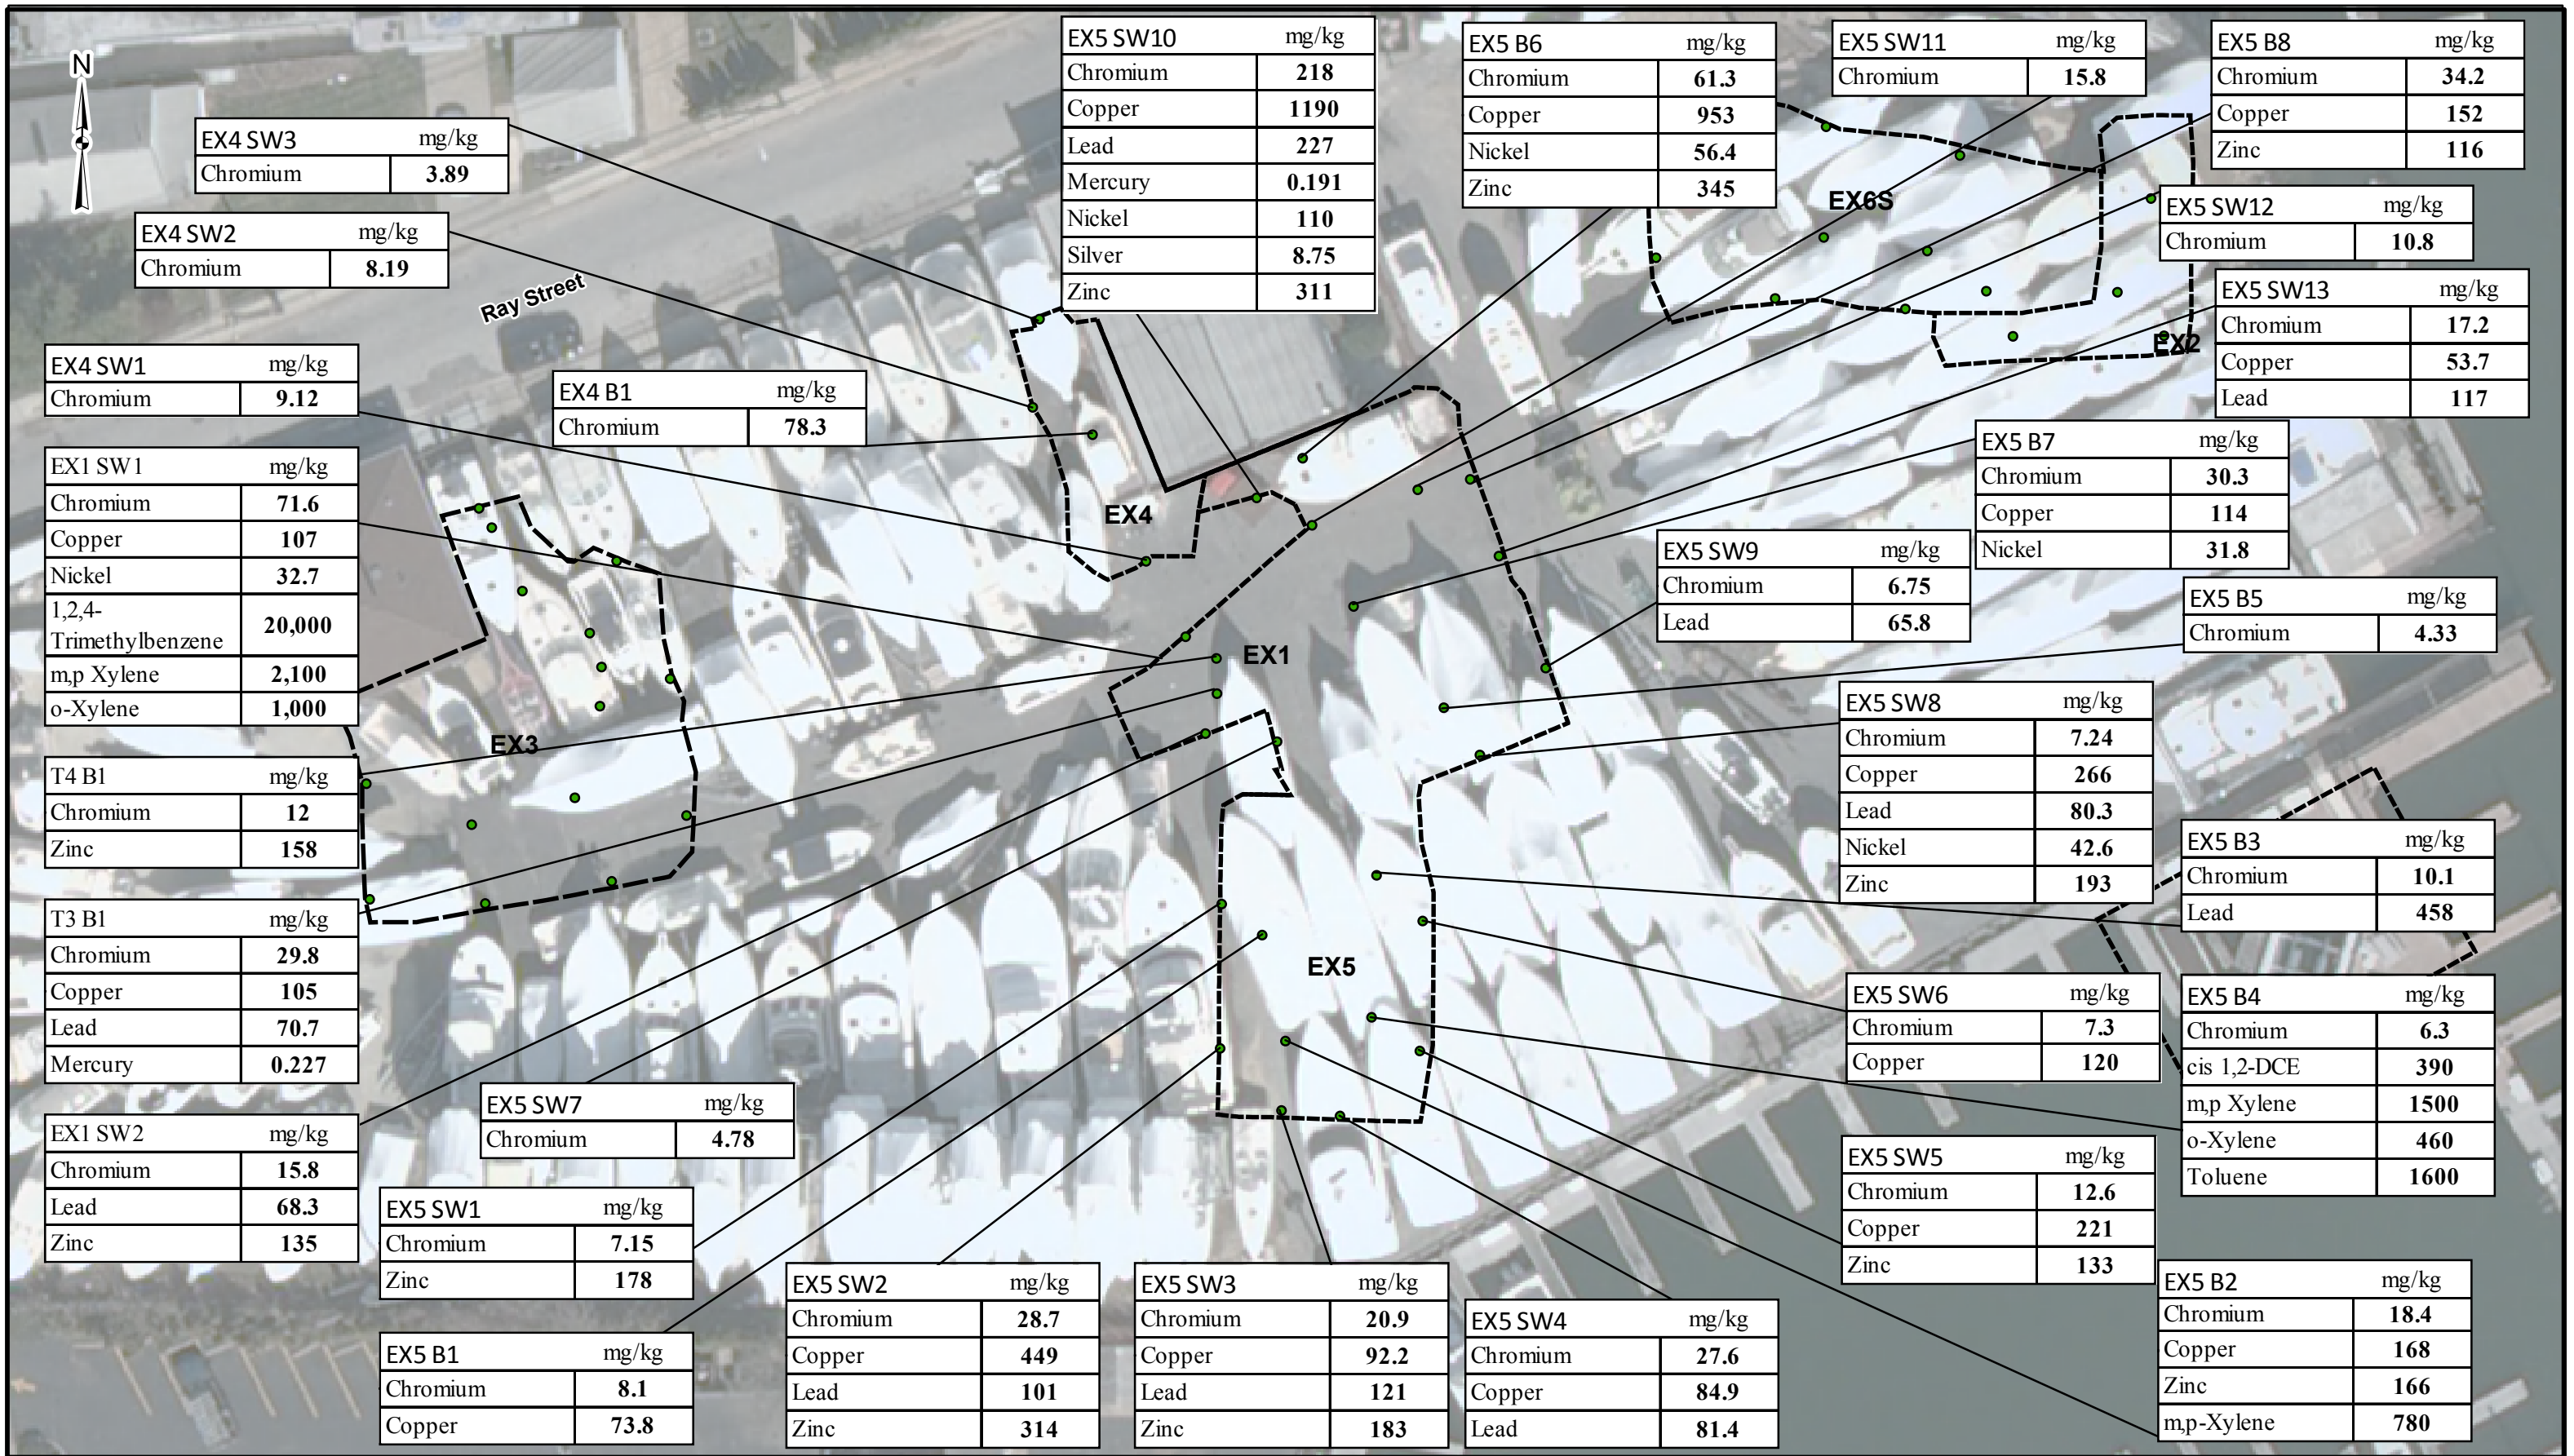 N
EX5 SW10 mg/kg
Chromium 218
Copper 1190
Lead 227
Mercury 0.191
Nickel 110
Silver 8.75
Zinc 311
EX5 B6 mg/kg
Chromium 61.3
Copper 953
Nickel 56.4
Zinc 345
EX5 SW11 mg/kg
Chromium 15.8
EX5 B8 mg/kg
Chromium 34.2
Copper 152
Zinc 116
EX4 SW3 mg/kg
Chromium 3.89
EX4 SW2 mg/kg
Chromium 8.19
EX6S
EX5 SW12 mg/kg
Chromium 10.8
Ray Street
EX5 SW13 mg/kg
Chromium 17.2
Copper 53.7
Lead 117
EX2
EX4 SW1 mg/kg
Chromium 9.12
EX4 B1 mg/kg
Chromium 78.3
EX5 B7 mg/kg
Chromium 30.3
Copper 114
Nickel 31.8
EX1 SW1 mg/kg
Chromium 71.6
Copper 107
Nickel 32.7
1,2,4-
Trimethylbenzene 20,000
m,p Xylene 2,100
o-Xylene 1,000
EX4
EX5 SW9 mg/kg
Chromium 6.75
Lead 65.8
EX5 B5 mg/kg
Chromium 4.33
EX1
EX3
EX5 SW8 mg/kg
Chromium 7.24
Copper 266
Lead 80.3
Nickel 42.6
Zinc 193
T4 B1 mg/kg
Chromium 12
Zinc 158
EX5 B3 mg/kg
Chromium 10.1
Lead 458
T3 B1 mg/kg
Chromium 29.8
Copper 105
Lead 70.7
Mercury 0.227
EX5
EX5 SW6 mg/kg
Chromium 7.3
Copper 120
EX5 B4 mg/kg
Chromium 6.3
cis 1,2-DCE 390
m,p Xylene 1500
o-Xylene 460
Toluene 1600
EX5 SW7 mg/kg
Chromium 4.78
EX1 SW2 mg/kg
Chromium 15.8
Lead 68.3
Zinc 135
EX5 SW5 mg/kg
Chromium 12.6
Copper 221
Zinc 133
EX5 SW1 mg/kg
Chromium 7.15
Zinc 178
EX5 SW2 mg/kg
Chromium 28.7
Copper 449
Lead 101
Zinc 314
EX5 SW3 mg/kg
Chromium 20.9
Copper 92.2
Lead 121
Zinc 183
EX5 SW4 mg/kg
Chromium 27.6
Copper 84.9
Lead 81.4
EX5 B2 mg/kg
Chromium 18.4
Copper 168
Zinc 166
m,p-Xylene 780
EX5 B1 mg/kg
Chromium 8.1
Copper 73.8